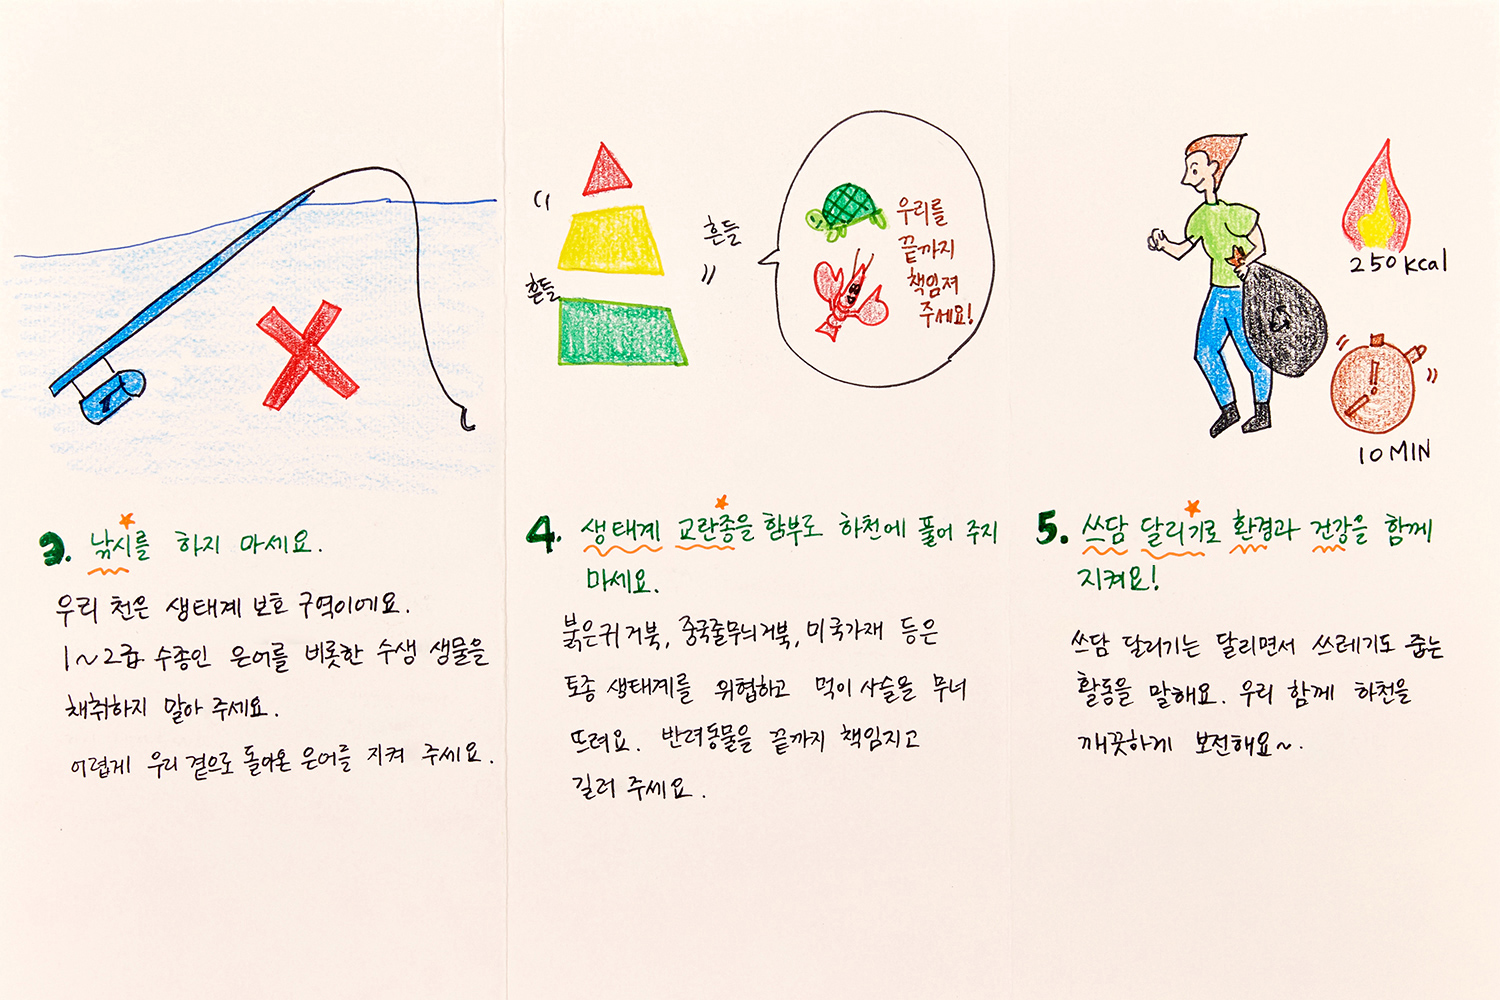 3. 낚시를 하지 마세요.
우리 천은 생태계 보호 구역이에요.
1~2급 수종인 은어를 비롯한 수생 생물을
채취하지 말아 주세요.
어렵게 우리 곁으로 돌아온 은어를 지켜 주세요.
흔들
흔들
우리를
끝까지
책임져
주세요!
4. 생태계 교란종을 함부로 하천에 풀어 주지
마세요.
붉은귀거북, 중국줄무늬거북, 미국가재 등은
토종 생태계를 위협하고 먹이사슬을 무너
뜨려요. 반려동물을 끝까지 책임지고
길러 주세요.
250 kcal
10 MIN
5. 쓰담 달리기로 환경과 건강을 함께
지켜요!
쓰담 달리기는 달리면서 쓰레기도 줍는
활동을 말해요. 우리 함께 하천을
깨끗하게 보전해요~.